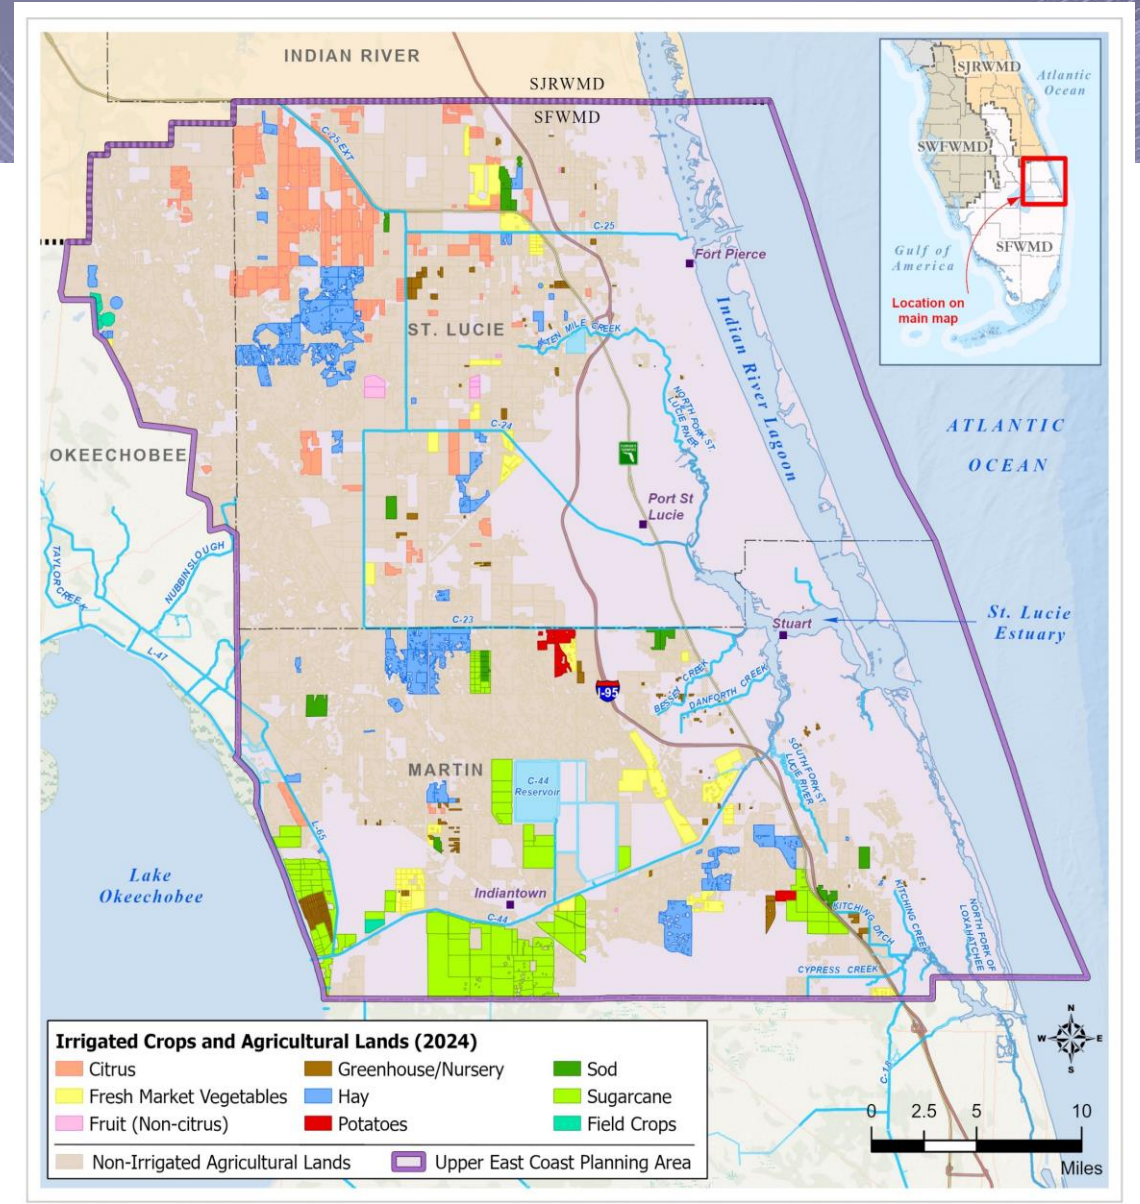 INDIAN RIVER
SJRWMD
SFWMD
SJRWMD
Atlantic
Ocean
SWFWMD
SFWMD
Gulf of
America
Location on
main map
C-25 EXT
C-25
Fort Pierce
ST. LUCIE
TEN MILE CREEK
Indian River Lagoon
NORTH FORK ST.
LUCIE RIVER
ATLANTIC
OCEAN
OKEECHOBEE
C-24
Port St
Lucie
TAYLOR CREEK
NUBBIN SLOUGH
L-47
C-23
Stuart
St. Lucie
Estuary
I-95
BESSEY CREEK
DANFORTH CREEK
MARTIN
C-44
Reservoir
SOUTH FORK ST.
LUCIE RIVER
L-65
Lake
Okeechobee
Indiantown
C-44
KITCHING DTCH
KITCHING CREEK
NORTH FORK OF
LOXAHATCHEE
CYPRESS CREEK
N
W
E
S
C-18
Irrigated Crops and Agricultural Lands (2024)
Citrus
Greenhouse/Nursery
Sod
Fresh Market Vegetables
Hay
Sugarcane
Fruit (Non-citrus)
Potatoes
Field Crops
Non-Irrigated Agricultural Lands
Upper East Coast Planning Area
0 2.5 5 10
Miles